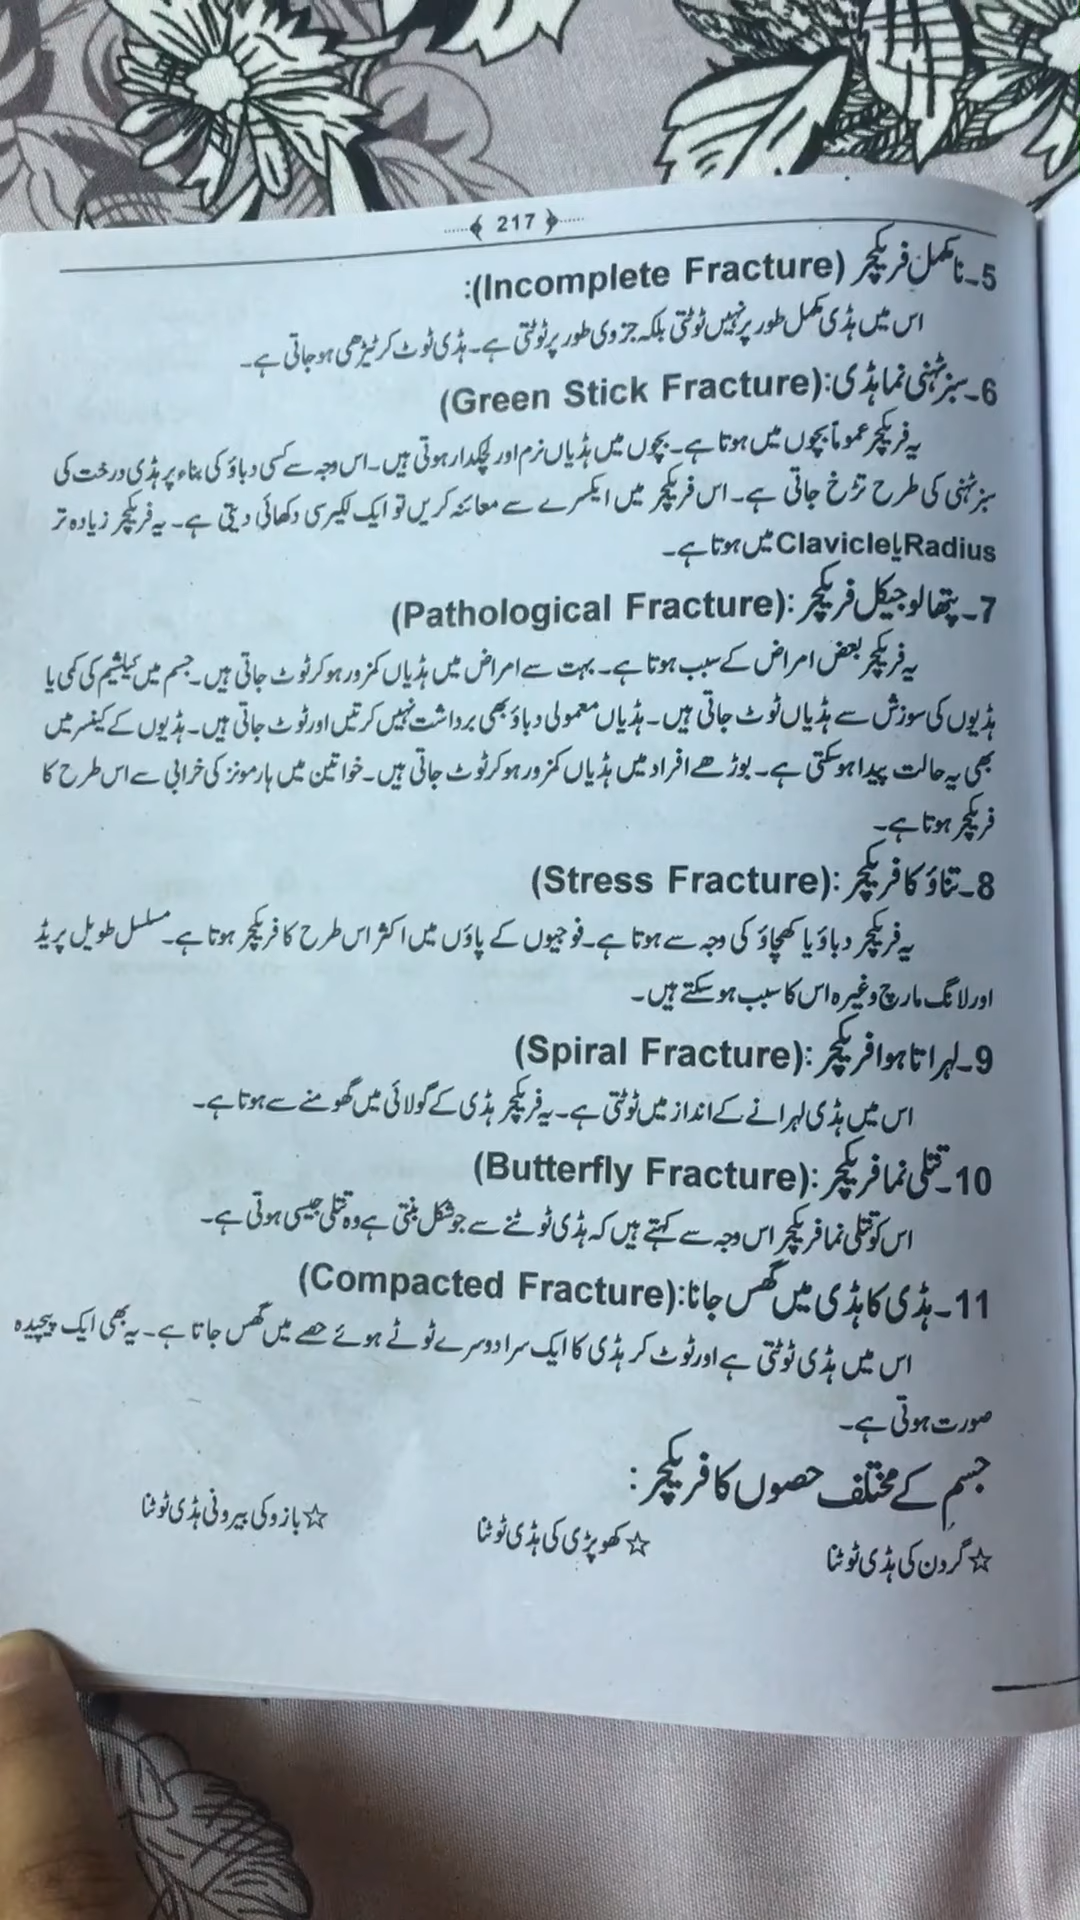 217
5۔نامکمل فریکچر (Incomplete Fracture):
اس میں ہڈی مکمل طور پر نہیں ٹوٹتی بلکہ جزوی طور پر ٹوٹتی ہے۔ ہڈی ٹوٹ کر ٹیڑھی ہو جاتی ہے۔
6۔سبز ٹہنی نما ہڈی:(Green Stick Fracture)
یہ فریکچر عموماً بچوں میں ہوتا ہے۔ بچوں میں ہڈیاں نرم اور لچکدار ہوتی ہیں۔ اس وجہ سے کسی دباؤ کی بناء پر ہڈی درخت کی
سبز ٹہنی کی طرح تڑخ جاتی ہے۔ اس فریکچر میں ایکسرے سے معائنہ کریں تو ایک لکیر سی دکھائی دیتی ہے۔ یہ فریکچر زیادہ تر
Radius یا Clavicle میں ہوتا ہے۔
7۔پتھالوجیکل فریکچر:(Pathological Fracture)
یہ فریکچر بعض امراض کے سبب ہوتا ہے۔ بہت سے امراض میں ہڈیاں کمزور ہو کر ٹوٹ جاتی ہیں۔ جسم میں کیلشیم کی کمی یا
ہڈیوں کی سوزش سے ہڈیاں ٹوٹ جاتی ہیں۔ ہڈیاں معمولی دباؤ بھی برداشت نہیں کرتیں اور ٹوٹ جاتی ہیں۔ ہڈیوں کے کینسر میں
بھی یہ حالت پیدا ہوسکتی ہے۔ بوڑھے افراد میں ہڈیاں کمزور ہو کر ٹوٹ جاتی ہیں۔ خواتین میں ہارمونز کی خرابی سے اس طرح کا
فریکچر ہوتا ہے۔
8۔تناؤ کا فریکچر:(Stress Fracture)
یہ فریکچر دباؤ یا کھچاؤ کی وجہ سے ہوتا ہے۔ فوجیوں کے پاؤں میں اکثر اس طرح کا فریکچر ہوتا ہے۔ مسلسل طویل پریڈ
اور لانگ مارچ وغیرہ اس کا سبب ہوسکتے ہیں۔
9۔لہراتا ہوا فریکچر:(Spiral Fracture)
اس میں ہڈی لہرانے کے انداز میں ٹوٹتی ہے۔ یہ فریکچر ہڈی کے گولائی میں گھومنے سے ہوتا ہے۔
10۔تتلی نما فریکچر:(Butterfly Fracture)
اس کو تتلی نما فریکچر اس وجہ سے کہتے ہیں کہ ہڈی ٹوٹنے سے جو شکل بنتی ہے وہ تتلی جیسی ہوتی ہے۔
11۔ہڈی کا ہڈی میں گھس جانا:(Compacted Fracture)
اس میں ہڈی ٹوٹتی ہے اور ٹوٹ کر ہڈی کا ایک سرا دوسرے ٹوٹے ہوئے حصے میں گھس جاتا ہے۔ یہ بھی ایک پیچیدہ
صورت ہوتی ہے۔
جسم کے مختلف حصوں کا فریکچر:
☆گردن کی ہڈی ٹوٹنا ☆کھوپڑی کی ہڈی ٹوٹنا ☆بازو کی بیرونی ہڈی ٹوٹنا